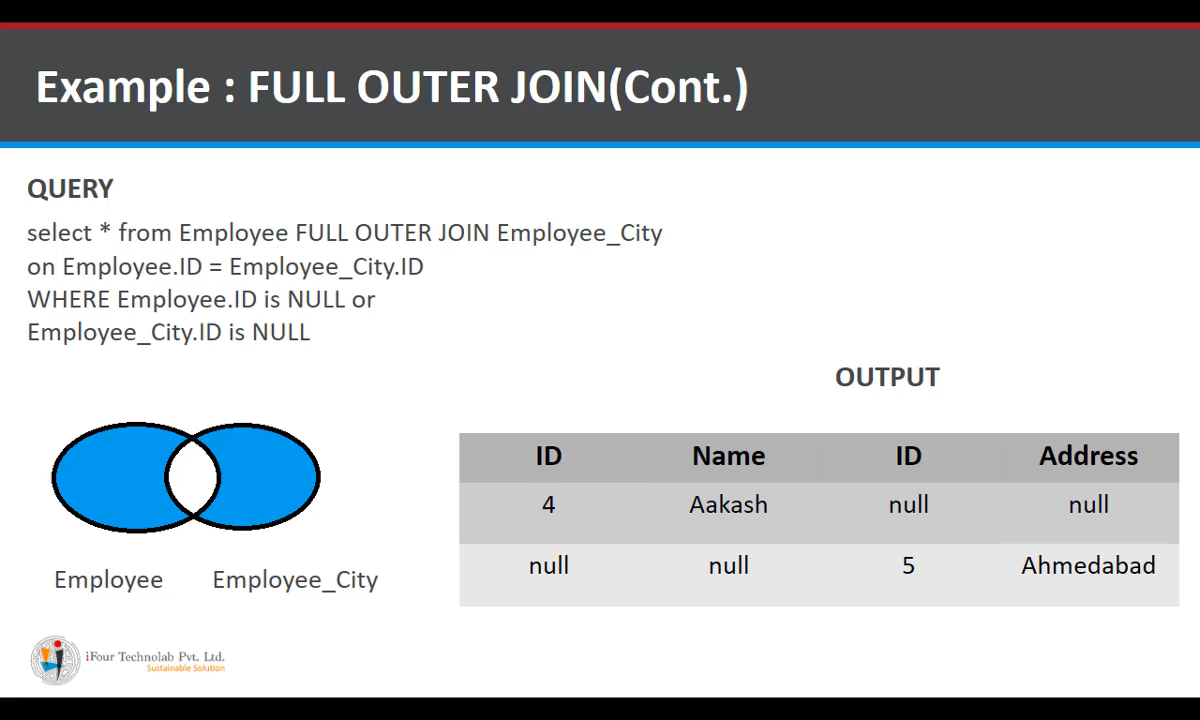 Example : FULL OUTER JOIN(Cont.)
QUERY
select * from Employee FULL OUTER JOIN Employee_City
on Employee.ID = Employee_City.ID
WHERE Employee.ID is NULL or
Employee_City.ID is NULL
OUTPUT
ID Name ID Address
4 Aakash null null
null null 5 Ahmedabad
Employee Employee_City
iFour Technolab Pvt. Ltd.
Sustainable Solution